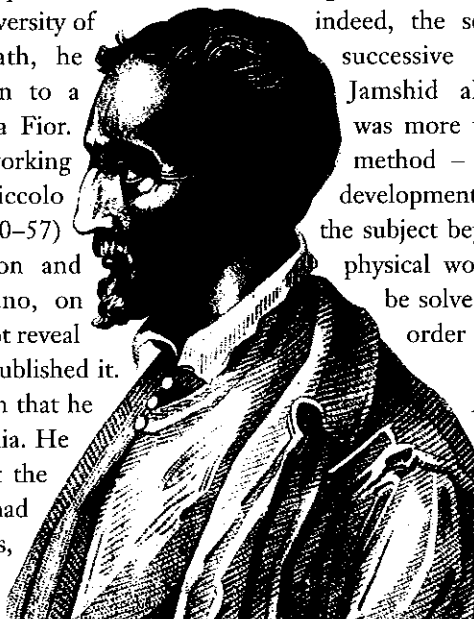 versity of
ath, he
n to a
a Fior.
orking
iccolo
0–57)
on and
no, on
ot reveal
ublished it.
n that he
ia. He
t the
had
s,
indeed, the s
successive
Jamshid al
was more
method –
development
the subject bey
physical wo
be solve
order